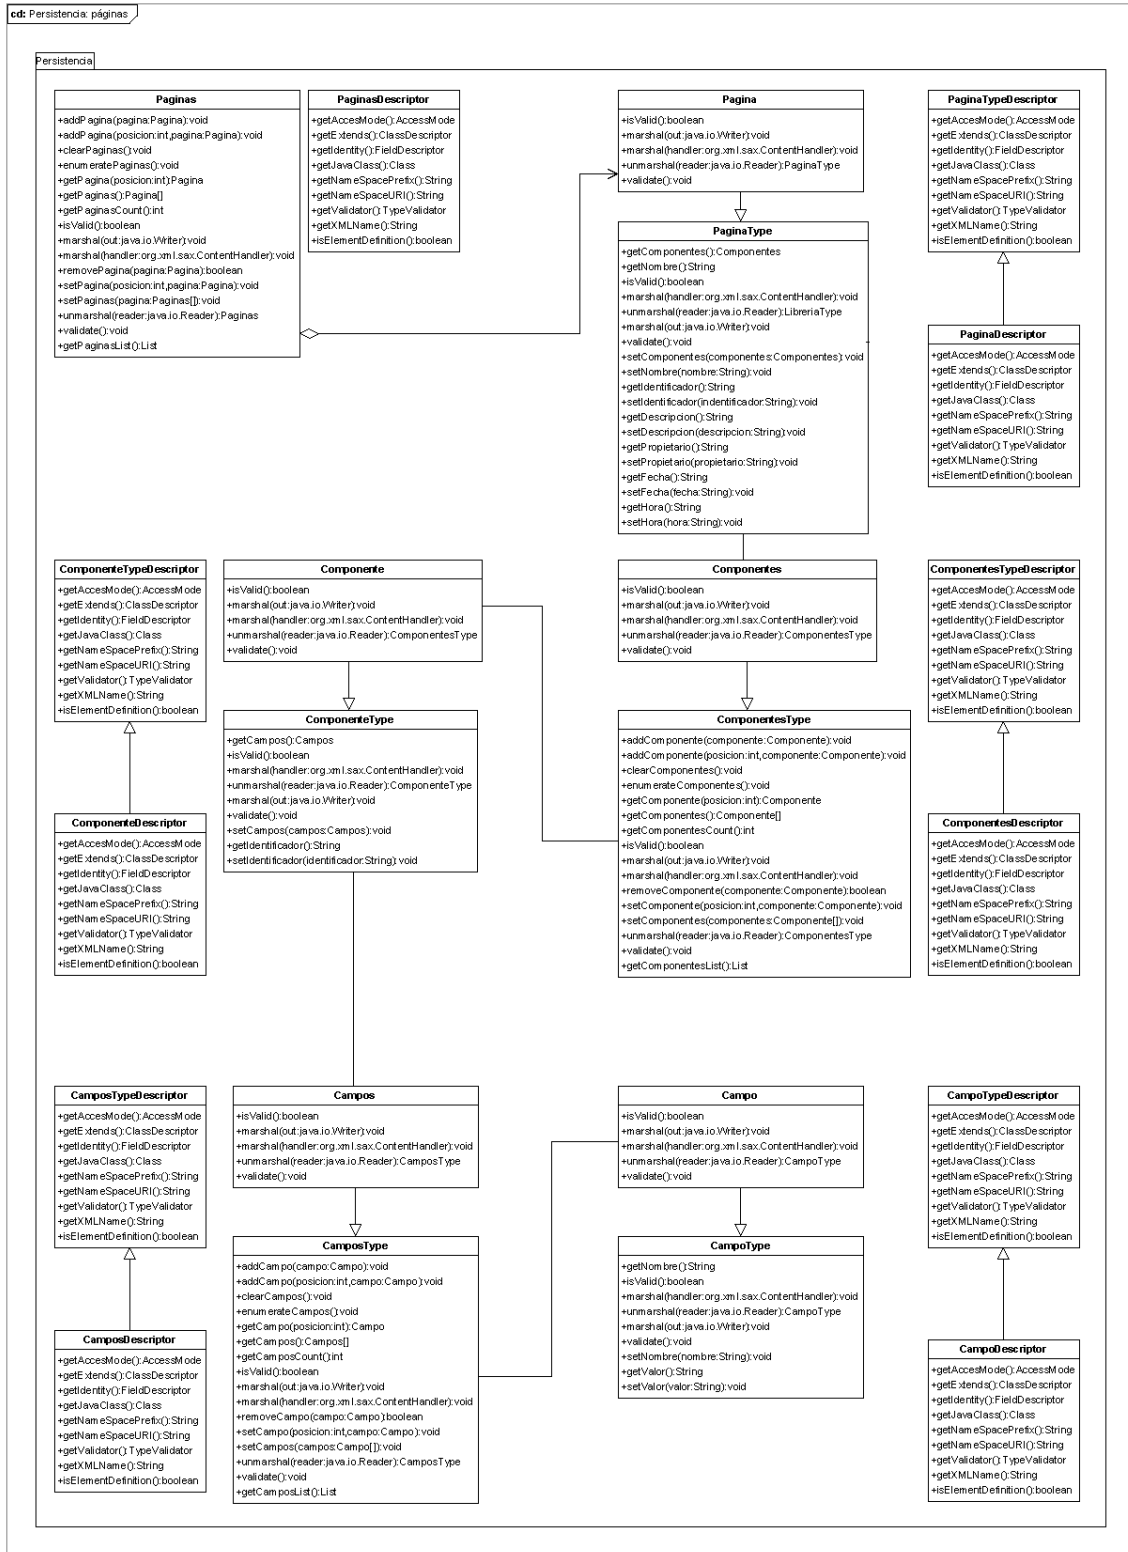 cd: Persistencia: páginas
Persistencia
Paginas
+addPagina(pagina:Pagina):void
+addPagina(posicion:int,pagina:Pagina):void
+clearPaginas():void
+enumeratePaginas():void
+getPagina(posicion:int):Pagina
+getPaginas():Pagina[]
+getPaginasCount:int
+isValid():boolean
+marshal(out:java.io.Writer):void
+marshal(handler:org.xml.sax.ContentHandler):void
+removePagina(pagina:Pagina):boolean
+setPagina(posicion:int,pagina:Pagina):void
+setPaginas(pagina:Paginas[]):void
+unmarshal(reader:java.io.Reader):Paginas
+validate():void
+getPaginasList():List
PaginasDescriptor
+getAccesMode():AccessMode
+getExtends():ClassDescriptor
+getIdentity():FieldDescriptor
+getJavaClass():Class
+getNameSpacePrefix():String
+getNameSpaceURI():String
+getValidator():TypeValidator
+getXMLName():String
+isElementDefinition():boolean
Pagina
+isValid():boolean
+marshal(out:java.io.Writer):void
+marshal(handler:org.xml.sax.ContentHandler):void
+unmarshal(reader:java.io.Reader):PaginaType
+validate():void
PaginaTypeDescriptor
+getAccesMode():AccessMode
+getExtends():ClassDescriptor
+getIdentity():FieldDescriptor
+getJavaClass():Class
+getNameSpacePrefix():String
+getNameSpaceURI():String
+getValidator():TypeValidator
+getXMLName():String
+isElementDefinition():boolean
PaginaType
+getComponentes():Componentes
+getNombre():String
+isValid():boolean
+marshal(handler:org.xml.sax.ContentHandler):void
+unmarshal(reader:java.io.Reader):LibreriaType
+marshal(out:java.io.Writer):void
+validate():void
+setComponentes(componentes:Componentes):void
+setNombre(nombre:String):void
+getIdentificador():String
+setIdentificador(indentificador:String):void
+getDescripcion():String
+setDescripcion(descripcion:String):void
+getPropietario():String
+setPropietario(propietario:String):void
+getFecha():String
+setFecha(fecha:String):void
+getHora():String
+setHora(hora:String):void
PaginaDescriptor
+getAccesMode():AccessMode
+getExtends():ClassDescriptor
+getIdentity():FieldDescriptor
+getJavaClass():Class
+getNameSpacePrefix():String
+getNameSpaceURI():String
+getValidator():TypeValidator
+getXMLName():String
+isElementDefinition():boolean
ComponenteTypeDescriptor
+getAccesMode():AccessMode
+getExtends():ClassDescriptor
+getIdentity():FieldDescriptor
+getJavaClass():Class
+getNameSpacePrefix():String
+getNameSpaceURI():String
+getValidator():TypeValidator
+getXMLName():String
+isElementDefinition():boolean
Componente
+isValid():boolean
+marshal(out:java.io.Writer):void
+marshal(handler:org.xml.sax.ContentHandler):void
+unmarshal(reader:java.io.Reader):ComponentesType
+validate():void
Componentes
+isValid():boolean
+marshal(out:java.io.Writer):void
+marshal(handler:org.xml.sax.ContentHandler):void
+unmarshal(reader:java.io.Reader):ComponentesType
+validate():void
ComponentesTypeDescriptor
+getAccesMode():AccessMode
+getExtends():ClassDescriptor
+getIdentity():FieldDescriptor
+getJavaClass():Class
+getNameSpacePrefix():String
+getNameSpaceURI():String
+getValidator():TypeValidator
+getXMLName():String
+isElementDefinition():boolean
ComponenteType
+getCampos():Campos
+isValid():boolean
+marshal(handler:org.xml.sax.ContentHandler):void
+unmarshal(reader:java.io.Reader):ComponenteType
+marshal(out:java.io.Writer):void
+validate():void
+setCampos(campos:Campos):void
+getIdentificador():String
+setIdentificador(identificador:String):void
ComponentesType
+addComponente(componente:Componente):void
+addComponente(posicion:int,componente:Componente):void
+clearComponentes():void
+enumerateComponentes():void
+getComponente(posicion:int):Componente
+getComponentes():Componente[]
+getComponentesCount():int
+isValid():boolean
+marshal(out:java.io.Writer):void
+marshal(handler:org.xml.sax.ContentHandler):void
+removeComponente(componente:Componente):boolean
+setComponente(posicion:int,componente:Componente):void
+setComponentes(componentes:Componente[]):void
+unmarshal(reader:java.io.Reader):ComponentesType
+validate():void
+getComponentesList():List
ComponenteDescriptor
+getAccesMode():AccessMode
+getExtends():ClassDescriptor
+getIdentity():FieldDescriptor
+getJavaClass():Class
+getNameSpacePrefix():String
+getNameSpaceURI():String
+getValidator():TypeValidator
+getXMLName():String
+isElementDefinition():boolean
ComponentesDescriptor
+getAccesMode():AccessMode
+getExtends():ClassDescriptor
+getIdentity():FieldDescriptor
+getJavaClass():Class
+getNameSpacePrefix():String
+getNameSpaceURI():String
+getValidator():TypeValidator
+getXMLName():String
+isElementDefinition():boolean
CamposTypeDescriptor
+getAccesMode():AccessMode
+getExtends():ClassDescriptor
+getIdentity():FieldDescriptor
+getJavaClass():Class
+getNameSpacePrefix():String
+getNameSpaceURI():String
+getValidator():TypeValidator
+getXMLName():String
+isElementDefinition():boolean
Campos
+isValid():boolean
+marshal(out:java.io.Writer):void
+marshal(handler:org.xml.sax.ContentHandler):void
+unmarshal(reader:java.io.Reader):CamposType
+validate():void
Campo
+isValid():boolean
+marshal(out:java.io.Writer):void
+marshal(handler:org.xml.sax.ContentHandler):void
+unmarshal(reader:java.io.Reader):CampoType
+validate():void
CampoTypeDescriptor
+getAccesMode():AccessMode
+getExtends():ClassDescriptor
+getIdentity():FieldDescriptor
+getJavaClass():Class
+getNameSpacePrefix():String
+getNameSpaceURI():String
+getValidator():TypeValidator
+getXMLName():String
+isElementDefinition():boolean
CamposType
+addCampo(campo:Campo):void
+addCampo(posicion:int,campo:Campo):void
+clearCampos():void
+enumerateCampos():void
+getCampo(posicion:int):Campo
+getCampos():Campos[]
+getCamposCount():int
+isValid():boolean
+marshal(out:java.io.Writer):void
+marshal(handler:org.xml.sax.ContentHandler):void
+removeCampo(campo:Campo):boolean
+setCampo(posicion:int,campo:Campo):void
+setCampos(campos:Campo[]):void
+unmarshal(reader:java.io.Reader):CamposType
+validate():void
+getCamposList():List
CampoType
+getNombre():String
+isValid():boolean
+marshal(handler:org.xml.sax.ContentHandler):void
+unmarshal(reader:java.io.Reader):CampoType
+marshal(out:java.io.Writer):void
+validate():void
+setNombre(nombre:String):void
+getValor():String
+setValor(valor:String):void
CamposDescriptor
+getAccesMode():AccessMode
+getExtends():ClassDescriptor
+getIdentity():FieldDescriptor
+getJavaClass():Class
+getNameSpacePrefix():String
+getNameSpaceURI():String
+getValidator():TypeValidator
+getXMLName():String
+isElementDefinition():boolean
CampoDescriptor
+getAccesMode():AccessMode
+getExtends():ClassDescriptor
+getIdentity():FieldDescriptor
+getJavaClass():Class
+getNameSpacePrefix():String
+getNameSpaceURI():String
+getValidator():TypeValidator
+getXMLName():String
+isElementDefinition():boolean